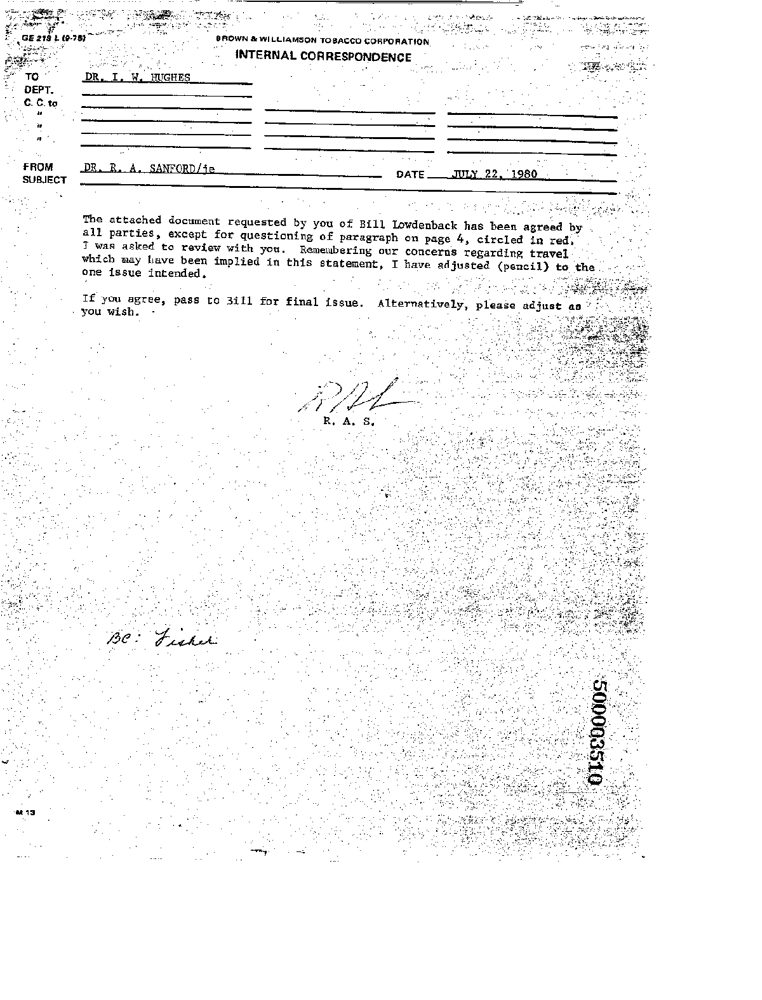 GE 218 L (9-78)
BROWN & WILLIAMSON TOBACCO CORPORATION
INTERNAL CORRESPONDENCE
TO DR. I. W. HUGHES
DEPT.
C. C. to
"
"
"
FROM DR. R. A. SANFORD/je
DATE JULY 22, 1980
SUBJECT
The attached document requested by you of Bill Lowdenback has been agreed by
all parties, except for questioning of paragraph on page 4, circled in red.
I was asked to review with you. Remembering our concerns regarding travel
which may have been implied in this statement, I have adjusted (pencil) to the
one issue intended.
If you agree, pass to Bill for final issue. Alternatively, please adjust as
you wish.
RAS
R. A. S.
BC: Fisher
500003510
M 13